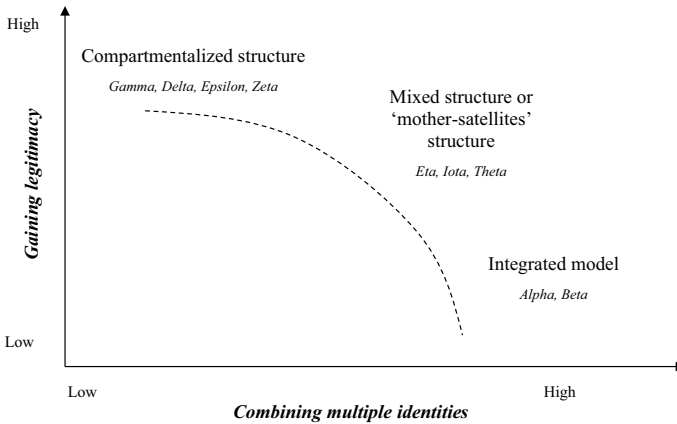 High
Compartmentalized structure
Gamma, Delta, Epsilon, Zeta
Mixed structure or
‘mother-satellites’
structure
Eta, Iota, Theta
Gaining legitimacy
Integrated model
Alpha, Beta
Low
Low
High
Combining multiple identities